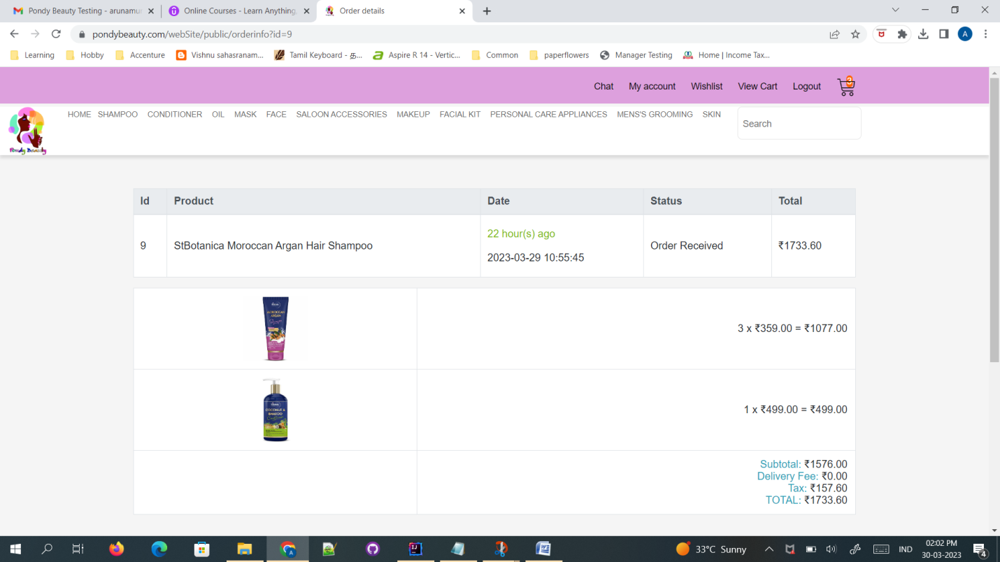 Pondy Beauty Testing - arunamur
Online Courses - Learn Anything,
Order details
pondybeauty.com/webSite/public/orderinfo?id=9
A
Learning
Hobby
Accenture
Vishnu sahasranam...
Tamil Keyboard - த...
Aspire R 14 - Vertic...
Common
paperflowers
Manager Testing
Home | Income Tax...
Chat My account Wishlist View Cart Logout 3
HOME SHAMPOO CONDITIONER OIL MASK FACE SALOON ACCESSORIES MAKEUP FACIAL KIT PERSONAL CARE APPLIANCES MENS'S GROOMING SKIN
Search
Pondy Beauty
Id Product Date Status Total
9 StBotanica Moroccan Argan Hair Shampoo
22 hour(s) ago
2023-03-29 10:55:45
Order Received
₹1733.60
MOROCCAN
ARGAN
3 x ₹359.00 = ₹1077.00
COCONUT &
BAMBOO
1 x ₹499.00 = ₹499.00
Subtotal: ₹1576.00
Delivery Fee: ₹0.00
Tax: ₹157.60
TOTAL: ₹1733.60
33°C Sunny
IND
02:02 PM
30-03-2023
4